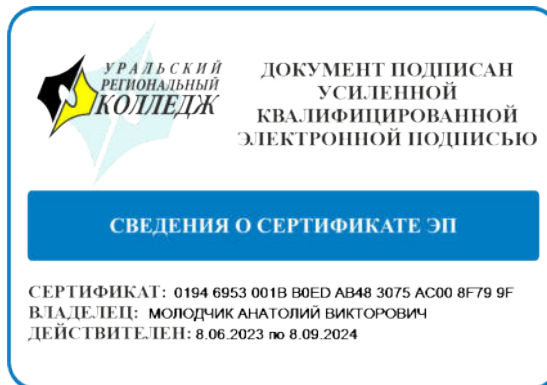 УРАЛЬСКИЙ
РЕГИОНАЛЬНЫЙ
КОЛЛЕДЖ
ДОКУМЕНТ ПОДПИСАН
УСИЛЕННОЙ
КВАЛИФИЦИРОВАННОЙ
ЭЛЕКТРОННОЙ ПОДПИСЬЮ
СВЕДЕНИЯ О СЕРТИФИКАТЕ ЭП
СЕРТИФИКАТ: 0194 6953 001B B0ED AB48 3075 AC00 8F79 9F
ВЛАДЕЛЕЦ: МОЛОДЧИК АНАТОЛИЙ ВИКТОРОВИЧ
ДЕЙСТВИТЕЛЕН: 8.06.2023 по 8.09.2024